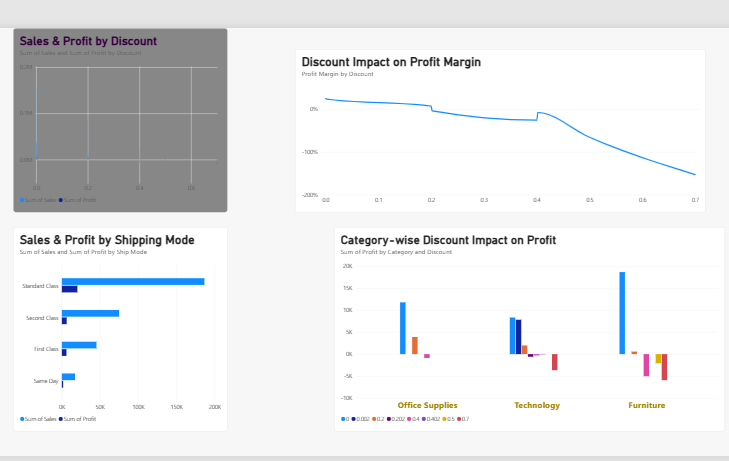 Sales & Profit by Discount
Sum of Sales and Sum of Profit by Discount
0.0 0.2 0.4 0.6
Sum of Sales Sum of Profit
Discount Impact on Profit Margin
Profit Margin by Discount
0%
-100%
-200%
0.0 0.1 0.2 0.3 0.4 0.5 0.6 0.7
Sales & Profit by Shipping Mode
Sum of Sales and Sum of Profit by Ship Mode
Standard Class
Second Class
First Class
Same Day
0K 50K 100K 150K 200K
Sum of Sales Sum of Profit
Category-wise Discount Impact on Profit
Sum of Profit by Category and Discount
20K
15K
10K
5K
0K
-5K
-10K
Office Supplies Technology Furniture
0 0.002 0.2 0.202 0.4 0.402 0.5 0.7